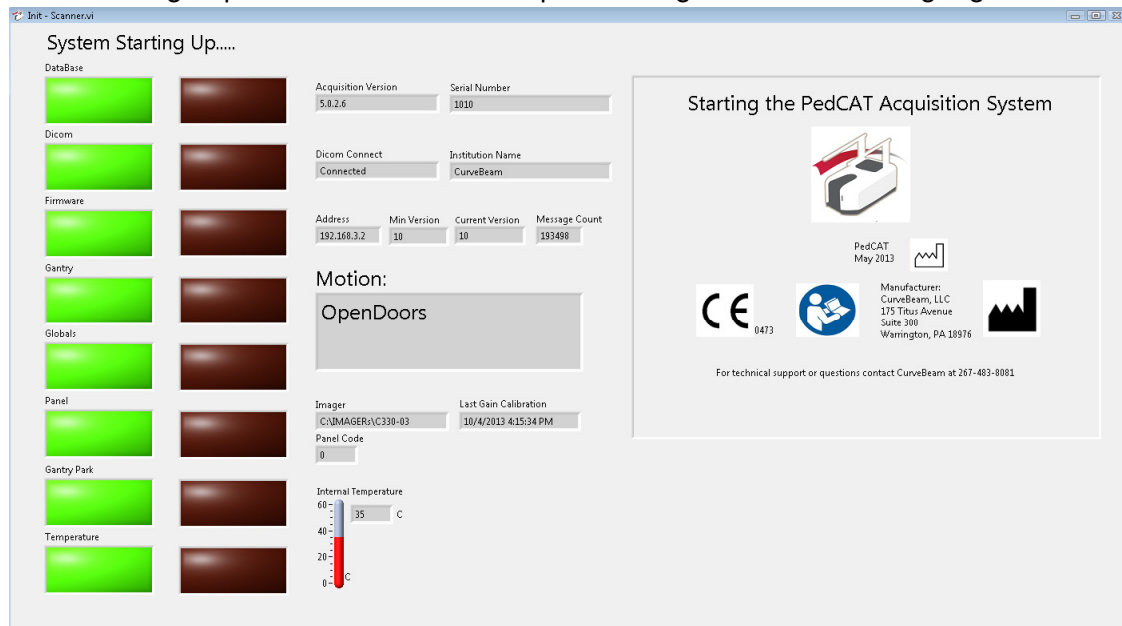 Init - Scanner.vi
System Starting Up.....
DataBase
Dicom
Firmware
Gantry
Globals
Panel
Gantry Park
Temperature
Acquisition Version
Serial Number
5.0.2.6
1010
Dicom Connect
Institution Name
Connected
CurveBeam
Address
Min Version
Current Version
Message Count
192.168.3.2
10
10
193498
Motion:
OpenDoors
Imager
Last Gain Calibration
C:\IMAGERs\C330-03
10/4/2013 4:15:34 PM
Panel Code
0
Internal Temperature
60
35 C
40
20
0
C
Starting the PedCAT Acquisition System
PedCAT
May 2013
CE 0473
Manufacturer:
CurveBeam, LLC
175 Titus Avenue
Suite 300
Warrington, PA 18976
For technical support or questions contact CurveBeam at 267-483-8081